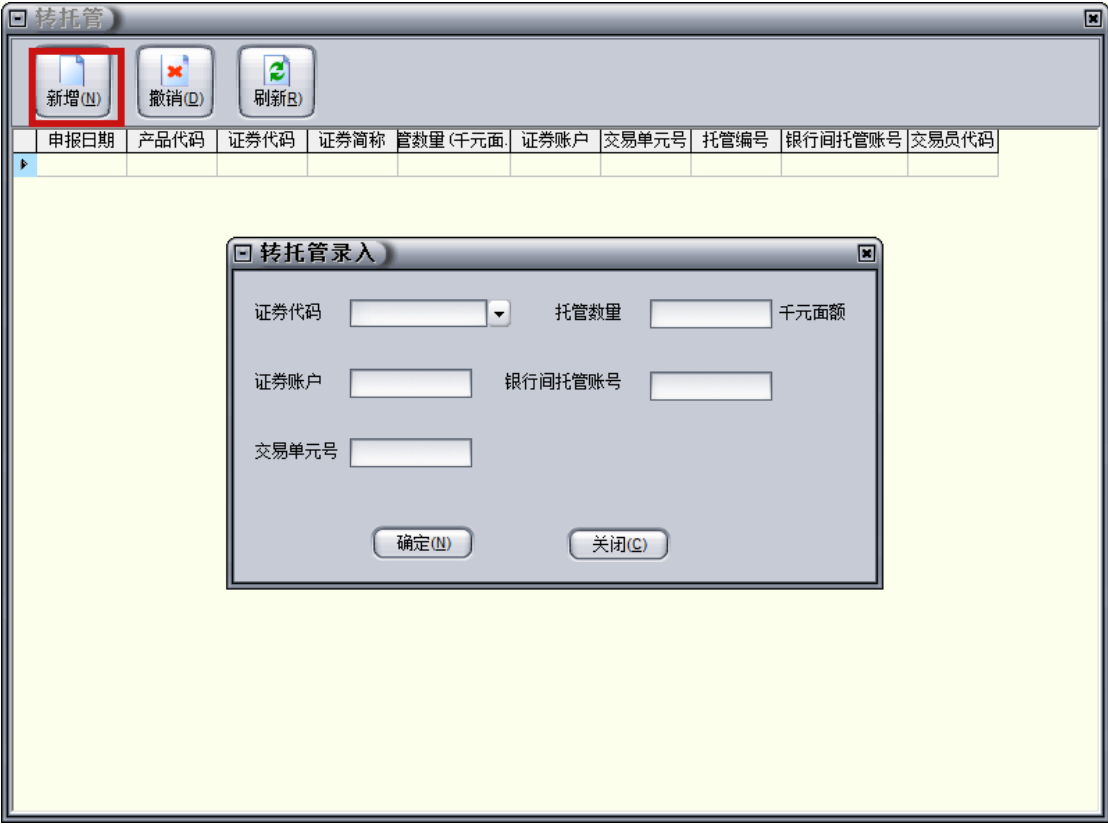 转托管
新增(N) 撤销(D) 刷新R)
申报日期 产品代码 证券代码 证券简称 管数量(千元面. 证券账户 交易单元号 托管编号 银行间托管账号 交易员代码
转托管录入
证券代码 托管数量 千元面额
证券账户 银行间托管账号
交易单元号
确定(N) 关闭(C)